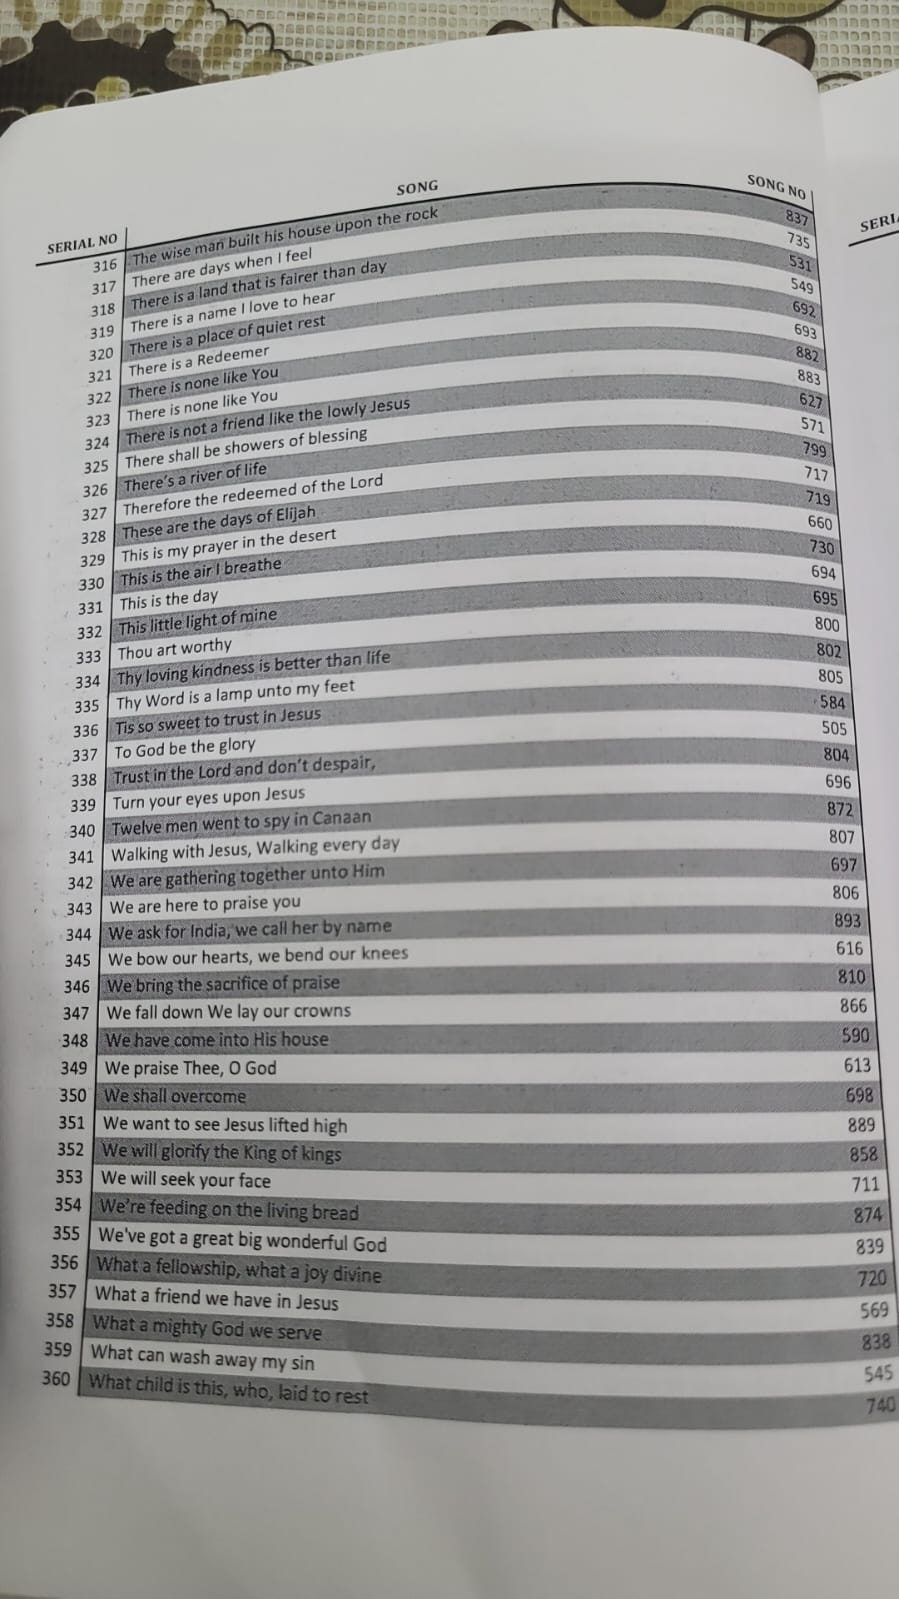 SERIAL NO SONG SONG NO
316 The wise man built his house upon the rock 837
317 There are days when I feel 735
318 There is a land that is fairer than day 531
319 There is a name I love to hear 549
320 There is a place of quiet rest 692
321 There is a Redeemer 693
322 There is none like You 882
323 There is none like You 883
324 There is not a friend like the lowly Jesus 627
325 There shall be showers of blessing 571
326 There's a river of life 799
327 Therefore the redeemed of the Lord 717
328 These are the days of Elijah 719
329 This is my prayer in the desert 660
330 This is the air I breathe 730
331 This is the day 694
332 This little light of mine 695
333 Thou art worthy 800
334 Thy loving kindness is better than life 802
335 Thy Word is a lamp unto my feet 805
336 Tis so sweet to trust in Jesus 584
337 To God be the glory 505
338 Trust in the Lord and don't despair, 804
339 Turn your eyes upon Jesus 696
340 Twelve men went to spy in Canaan 872
341 Walking with Jesus, Walking every day 807
342 We are gathering together unto Him 697
343 We are here to praise you 806
344 We ask for India, we call her by name 893
345 We bow our hearts, we bend our knees 616
346 We bring the sacrifice of praise 810
347 We fall down We lay our crowns 866
348 We have come into His house 590
349 We praise Thee, O God 613
350 We shall overcome 698
351 We want to see Jesus lifted high 889
352 We will glorify the King of kings 858
353 We will seek your face 711
354 We're feeding on the living bread 874
355 We've got a great big wonderful God 839
356 What a fellowship, what a joy divine 720
357 What a friend we have in Jesus 569
358 What a mighty God we serve 838
359 What can wash away my sin 545
360 What child is this, who, laid to rest 740